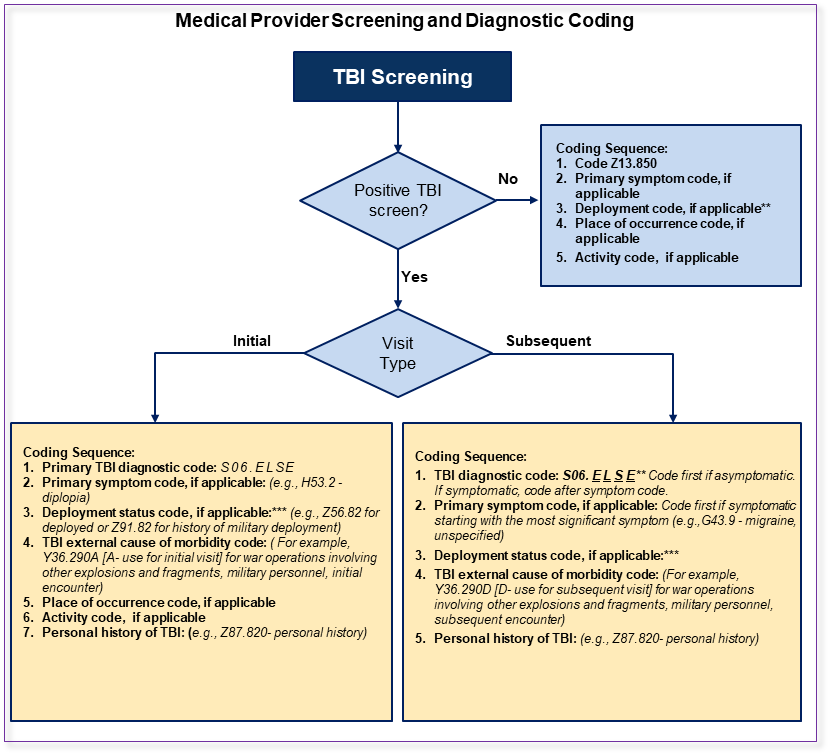 Medical Provider Screening and Diagnostic Coding
TBI Screening
Positive TBI
screen?
No
Coding Sequence:
1. Code Z13.850
2. Primary symptom code, if
applicable
3. Deployment code, if applicable**
4. Place of occurrence code, if
applicable
5. Activity code, if applicable
Yes
Visit
Type
Initial
Subsequent
Coding Sequence:
1. Primary TBI diagnostic code: S06.ELSE
2. Primary symptom code, if applicable: (e.g., H53.2 -
diplopia)
3. Deployment status code, if applicable:*** (e.g., Z56.82 for
deployed or Z91.82 for history of military deployment)
4. TBI external cause of morbidity code: ( For example,
Y36.290A [A- use for initial visit] for war operations involving
other explosions and fragments, military personnel, initial
encounter)
5. Place of occurrence code, if applicable
6. Activity code, if applicable
7. Personal history of TBI: (e.g., Z87.820- personal history)
Coding Sequence:
1. TBI diagnostic code: S06. E L S E** Code first if asymptomatic.
If symptomatic, code after symptom code.
2. Primary symptom code, if applicable: Code first if symptomatic
starting with the most significant symptom (e.g.,G43.9 - migraine,
unspecified)
3. Deployment status code, if applicable:***
4. TBI external cause of morbidity code: (For example,
Y36.290D [D- use for subsequent visit] for war operations
involving other explosions and fragments, military personnel,
subsequent encounter)
5. Personal history of TBI: (e.g., Z87.820- personal history)